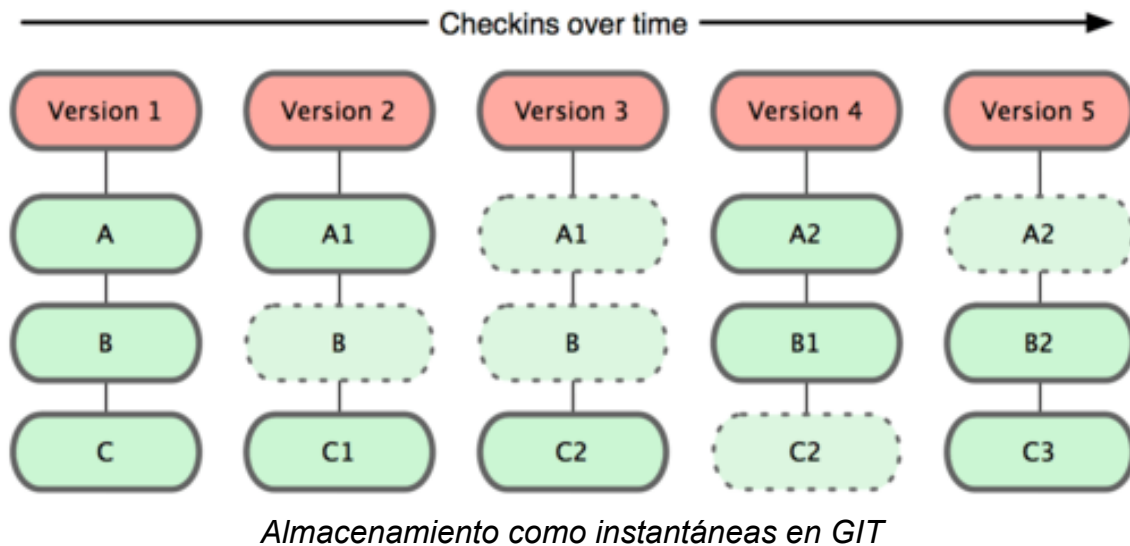 Checkins over time
Version 1 Version 2 Version 3 Version 4 Version 5
A A1 A1 A2 A2
B B B B1 B2
C C1 C2 C2 C3
Almacenamiento como instantáneas en GIT